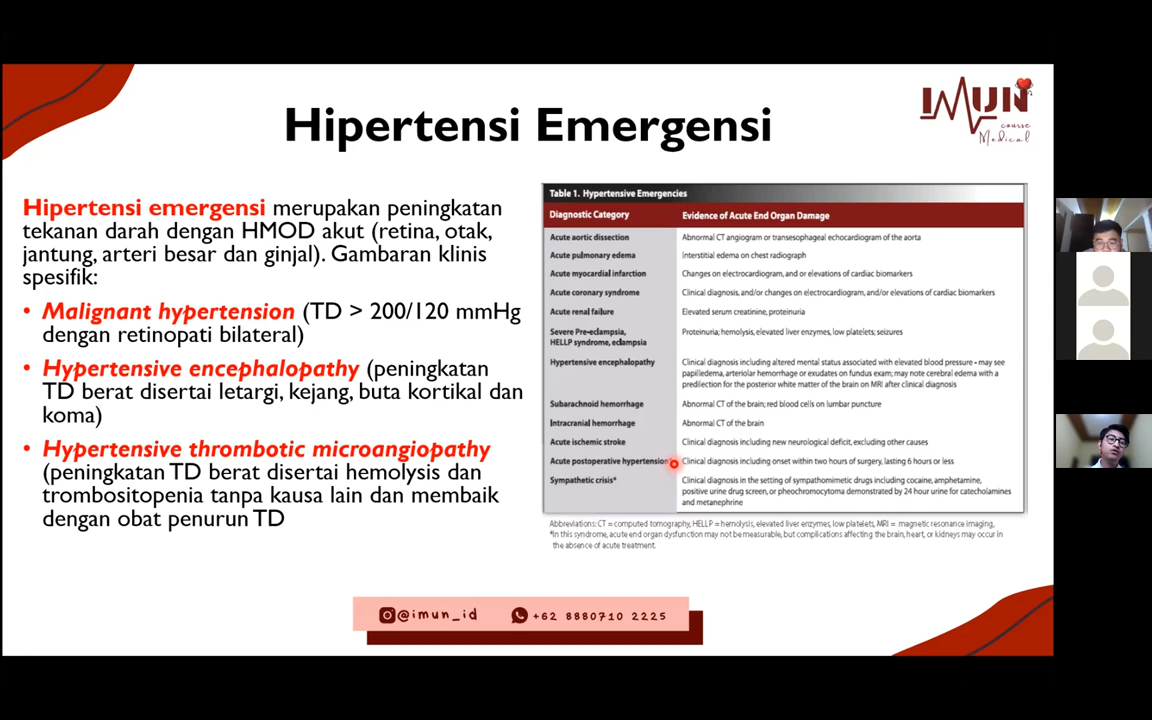 Hipertensi Emergensi
IMUN
course
Medical
Hipertensi emergensi merupakan peningkatan
tekanan darah dengan HMOD akut (retina, otak,
jantung, arteri besar dan ginjal). Gambaran klinis
spesifik:
• Malignant hypertension (TD > 200/120 mmHg
dengan retinopati bilateral)
• Hypertensive encephalopathy (peningkatan
TD berat disertai letargi, kejang, buta kortikal dan
koma)
• Hypertensive thrombotic microangiopathy
(peningkatan TD berat disertai hemolysis dan
trombositopenia tanpa kausa lain dan membaik
dengan obat penurun TD
Table 1. Hypertensive Emergencies
Diagnostic Category Evidence of Acute End Organ Damage
Acute aortic dissection Abnormal CT angiogram or transesophageal echocardiogram of the aorta
Acute pulmonary edema Interstitial edema on chest radiograph
Acute myocardial infarction Changes on electrocardiogram, and/or elevations of cardiac biomarkers
Acute coronary syndrome Clinical diagnosis, and/or changes on electrocardiogram, and/or elevations of cardiac biomarkers
Acute renal failure Elevated serum creatinine, proteinuria
Severe Pre-eclampsia, Proteinuria; hemolysis, elevated liver enzymes, low platelets; seizures
HELLP syndrome, eclampsia
Hypertensive encephalopathy Clinical diagnosis including altered mental status associated with elevated blood pressure - may see
papilledema, arteriolar hemorrhage or exudates on fundus exam; may note cerebral edema with a
predilection for the posterior white matter of the brain on MRI after clinical diagnosis
Subarachnoid hemorrhage Abnormal CT of the brain; red blood cells on lumbar puncture
Intracranial hemorrhage Abnormal CT of the brain
Acute ischemic stroke Clinical diagnosis including new neurological deficit, excluding other causes
Acute postoperative hypertension Clinical diagnosis including onset within two hours of surgery, lasting 6 hours or less
Sympathetic crisis* Clinical diagnosis in the setting of sympathomimetic drugs including cocaine, amphetamine,
positive urine drug screen, or pheochromocytoma demonstrated by 24 hour urine for catecholamines
and metanephrine
Abbreviations: CT = computed tomography, HELLP = hemolysis, elevated liver enzymes, low platelets, MRI = magnetic resonance imaging,
*In this syndrome, acute end organ dysfunction may not be measurable, but complications affecting the brain, heart, or kidneys may occur in
the absence of acute treatment.
@imun_id +62 8880710 2225